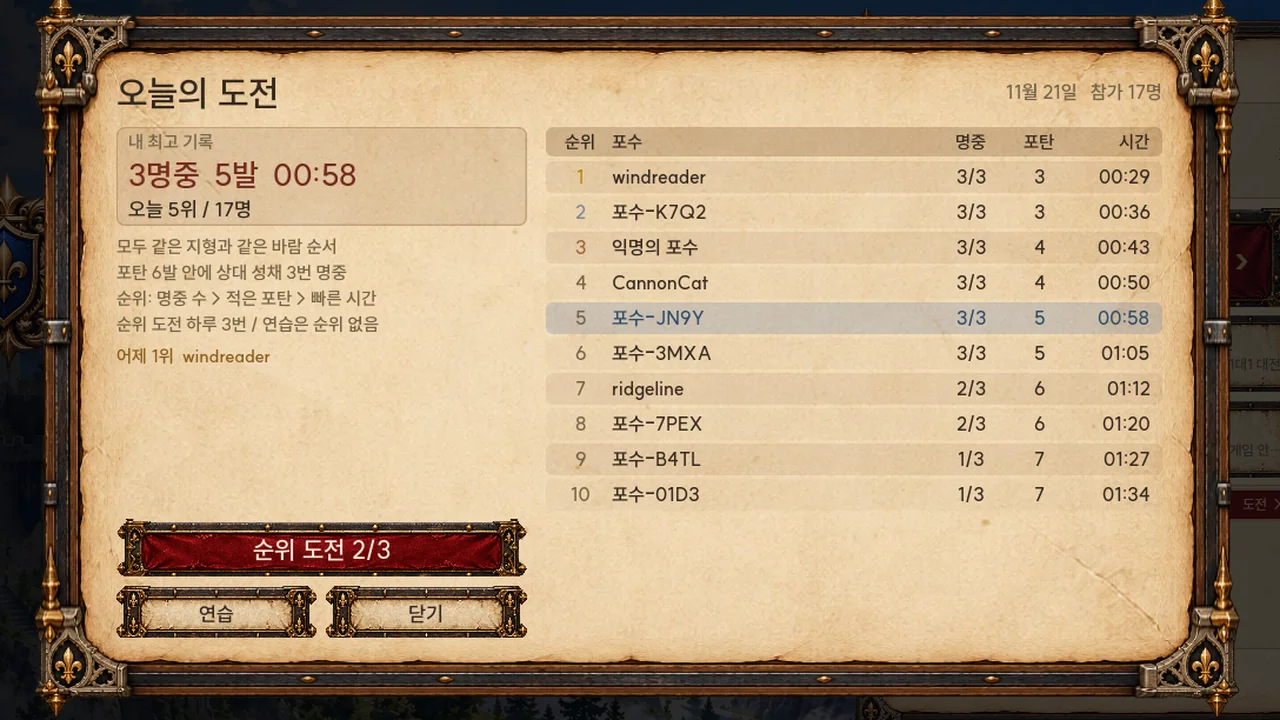 오늘의 도전
11월 21일 참가 17명
내 최고 기록
3명중 5발 00:58
오늘 5위 / 17명
모두 같은 지형과 같은 바람 순서
포탄 6발 안에 상대 성채 3번 명중
순위: 명중 수 > 적은 포탄 > 빠른 시간
순위 도전 하루 3번 / 연습은 순위 없음
어제 1위 windreader
순위 포수 명중 포탄 시간
1 windreader 3/3 3 00:29
2 포수-K7Q2 3/3 3 00:36
3 익명의 포수 3/3 4 00:43
4 CannonCat 3/3 4 00:50
5 포수-JN9Y 3/3 5 00:58
6 포수-3MXA 3/3 5 01:05
7 ridgeline 2/3 6 01:12
8 포수-7PEX 2/3 6 01:20
9 포수-B4TL 1/3 7 01:27
10 포수-01D3 1/3 7 01:34
순위 도전 2/3
연습
닫기
1대1 대전
게임 안
도전 >